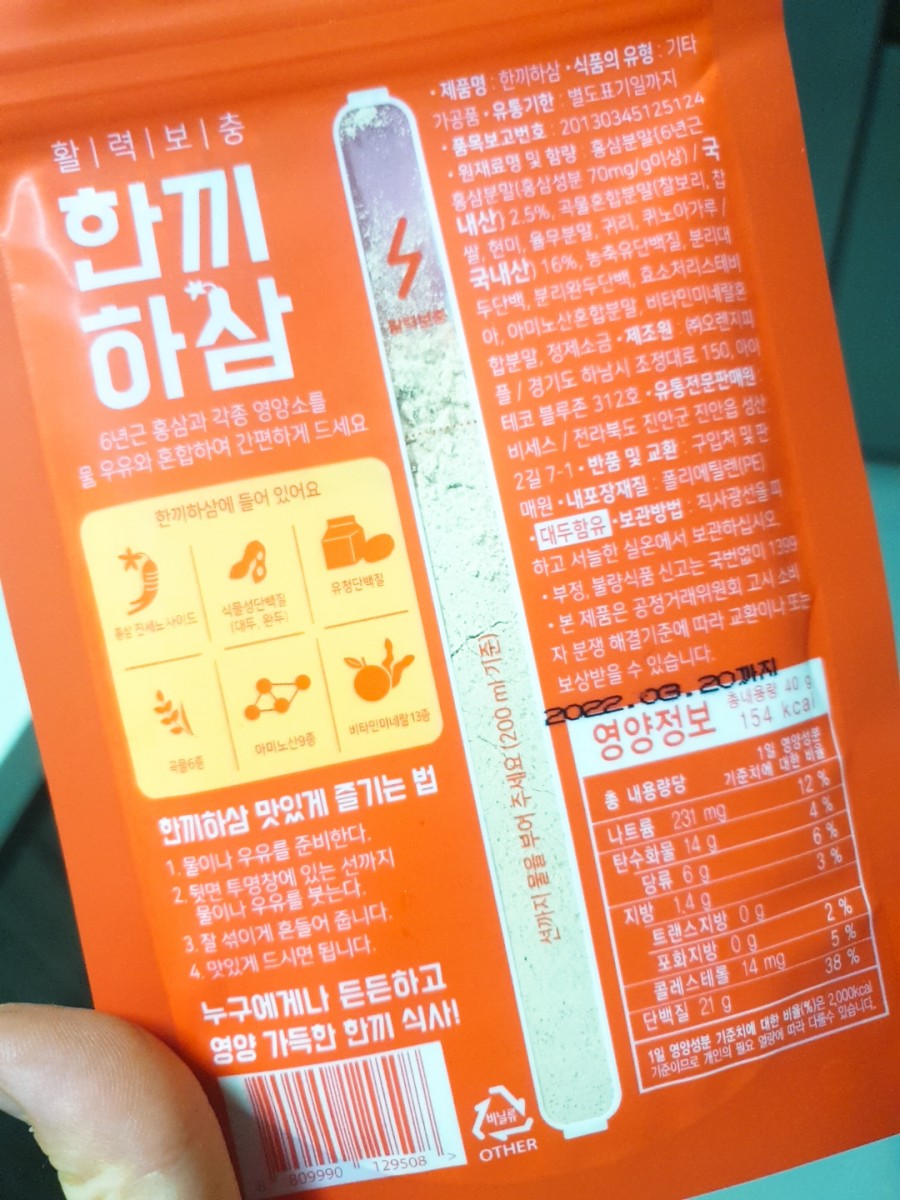 활 | 력 | 보 | 충
한끼
하삼
6년근 홍삼과 각종 영양소를
물 우유와 혼합하여 간편하게 드세요
한끼하삼에 들어 있어요
홍삼 진세노사이드
식물성단백질
(대두, 완두)
유청단백질
곡물6종
아미노산9종
비타민미네랄13종
한끼하삼 맛있게 즐기는 법
1. 물이나 우유를 준비한다.
2. 뒷면 투명창에 있는 선까지
물이나 우유를 붓는다.
3. 잘 섞이게 흔들어 줍니다.
4. 맛있게 드시면 됩니다.
누구에게나 든든하고
영양 가득한 한끼 식사!
809990 129508 >
활력보충
선까지 물을 부어 주세요 (200 ml 기준)
비닐류
OTHER
· 제품명 : 한끼하삼 · 식품의 유형 : 기타
가공품 · 유통기한 : 별도표기일까지
· 품목보고번호 : 20130345125124
· 원재료명 및 함량 : 홍삼분말(6년근
홍삼분말(홍삼성분 70mg/g이상) / 국
내산) 2.5%, 곡물혼합분말(찰보리, 찹
쌀, 현미, 율무분말, 귀리, 퀴노아가루 /
국내산) 16%, 농축유단백질, 분리대
두단백, 분리완두단백, 효소처리스테비
아, 아미노산혼합분말, 비타민미네랄혼
합분말, 정제소금 · 제조원 : ㈜오렌지피
플 / 경기도 하남시 조정대로 150, 아이
테코 블루존 312호 · 유통전문판매원 :
비세스 / 전라북도 진안군 진안읍 성산
2길 7-1 · 반품 및 교환 : 구입처 및 판
매원 · 내포장재질 : 폴리에틸렌(PE)
· 대두함유 · 보관방법 : 직사광선을 피
하고 서늘한 실온에서 보관하십시오
· 부정, 불량식품 신고는 국번없이 1399
· 본 제품은 공정거래위원회 고시 소비
자 분쟁 해결기준에 따라 교환이나 또는
보상받을 수 있습니다.
2022.03.20까지
영양정보
총내용량 40 g
154 kcal
총 내용량당
1일 영양성분
기준치에 대한 비율
나트륨 231 mg 12 %
탄수화물 14 g 4 %
당류 6 g 6 %
지방 1.4 g 3 %
트랜스지방 0 g
포화지방 0 g 2 %
콜레스테롤 14 mg 5 %
단백질 21 g 38 %
1일 영양성분 기준치에 대한 비율(%)은 2,000kcal
기준이므로 개인의 필요 열량에 따라 다를수 있습니다.